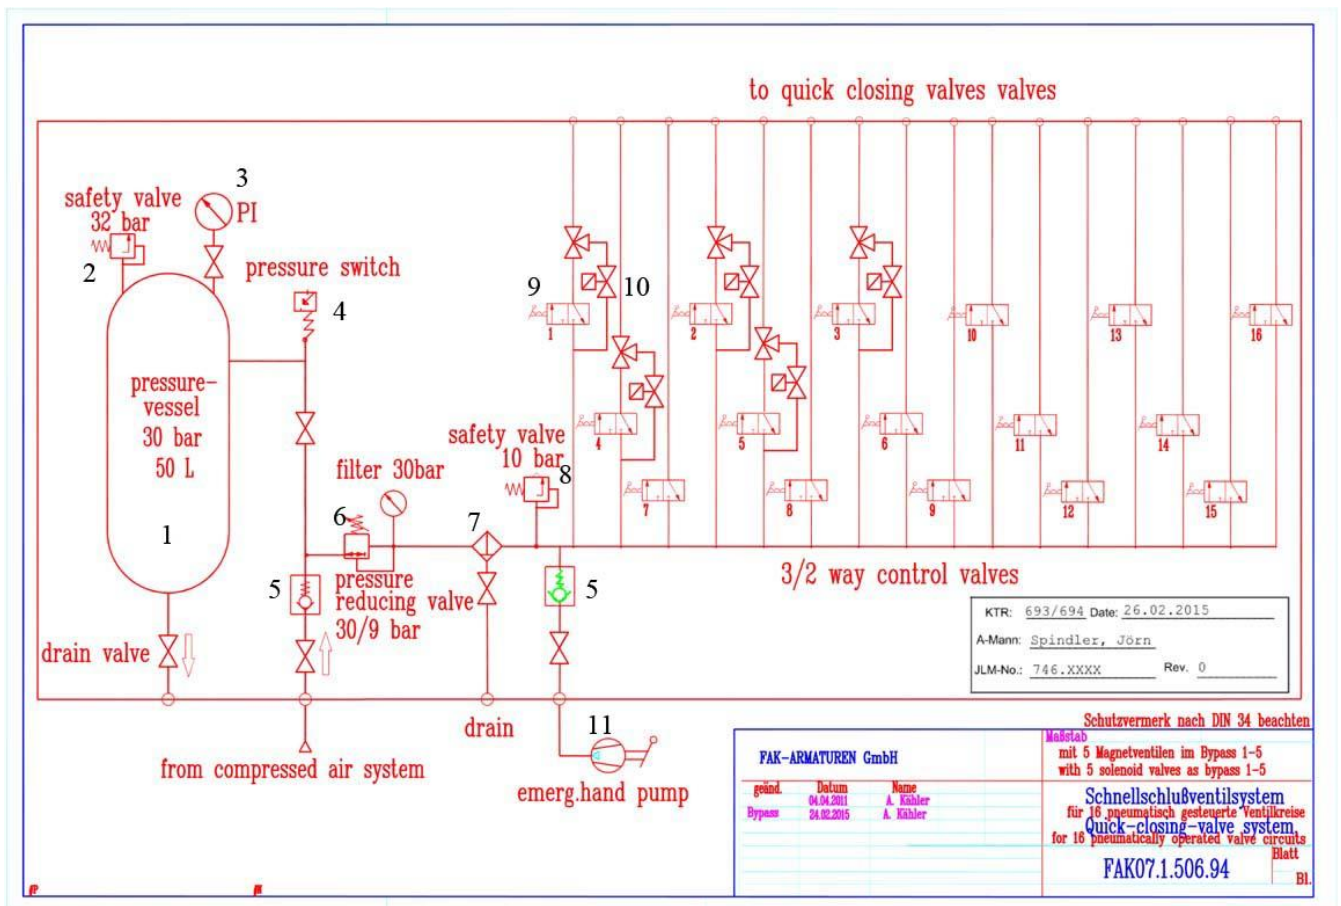 to quick closing valves valves
3
safety valve
32 bar
PI
2
pressure switch
4
9
10
1
2
3
10
13
16
pressure-
vessel
30 bar
50 L
4
5
6
11
14
safety valve
10 bar
8
filter 30bar
7
8
9
12
15
1
6
7
5
pressure
reducing valve
30/9 bar
5
3/2 way control valves
drain valve
KTR: 693/694 Date: 26.02.2015
A-Mann: Spindler, Jörn
JLM-No.: 746.XXXX Rev. 0
drain
11
from compressed air system
emerg.hand pump
Schutzvermerk nach DIN 34 beachten
Maßstab
mit 5 Magnetventilen im Bypass 1-5
with 5 solenoid valves as bypass 1-5
FAK-ARMATUREN GmbH
geänd. Datum Name
04.04.2011 A. Kähler
Bypass 24.02.2015 A. Kähler
Schnellschlußventilsystem
für 16 pneumatisch gesteuerte Ventilkreise
Quick-closing-valve system
for 16 pneumatically operated valve circuits
FAK07.1.506.94
Blatt
Bl.